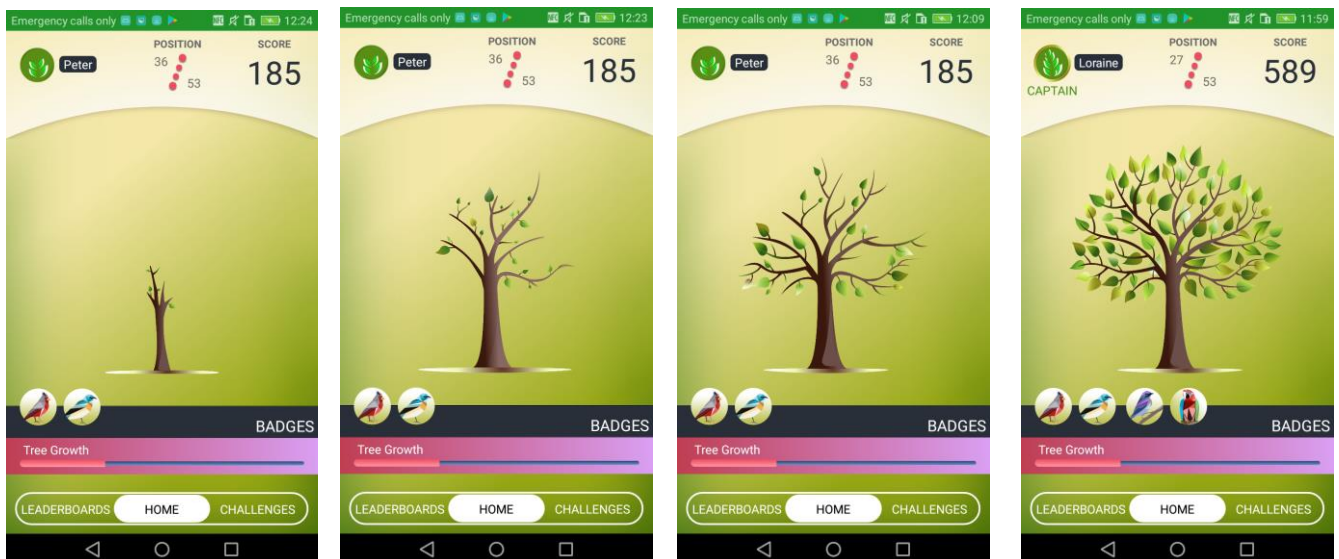 Emergency calls only 12:24
POSITION SCORE
Peter 36 53 185
BADGES
Tree Growth
LEADERBOARDS HOME CHALLENGES
Emergency calls only 12:23
POSITION SCORE
Peter 36 53 185
BADGES
Tree Growth
LEADERBOARDS HOME CHALLENGES
Emergency calls only 12:09
POSITION SCORE
Peter 36 53 185
BADGES
Tree Growth
LEADERBOARDS HOME CHALLENGES
Emergency calls only 11:59
POSITION SCORE
Loraine 27 53 589
CAPTAIN
BADGES
Tree Growth
LEADERBOARDS HOME CHALLENGES